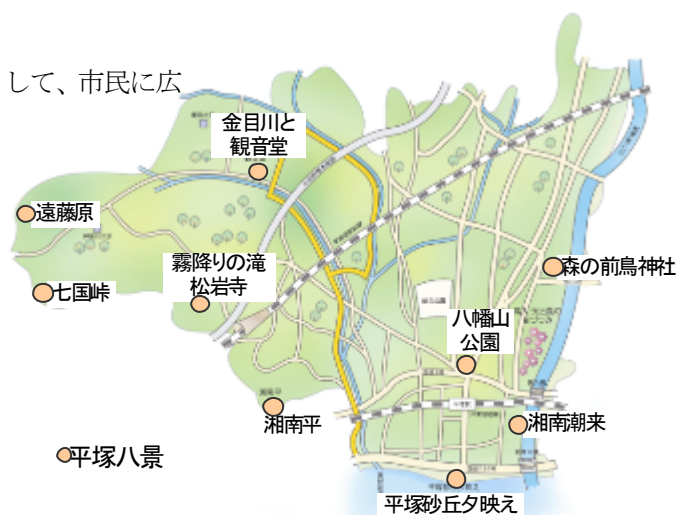 して、市民に広
金目川と
観音堂
遠藤原
霧降りの滝
松岩寺
森の前鳥神社
七国峠
八幡山
公園
湘南平
湘南潮来
平塚八景
平塚砂丘夕映え